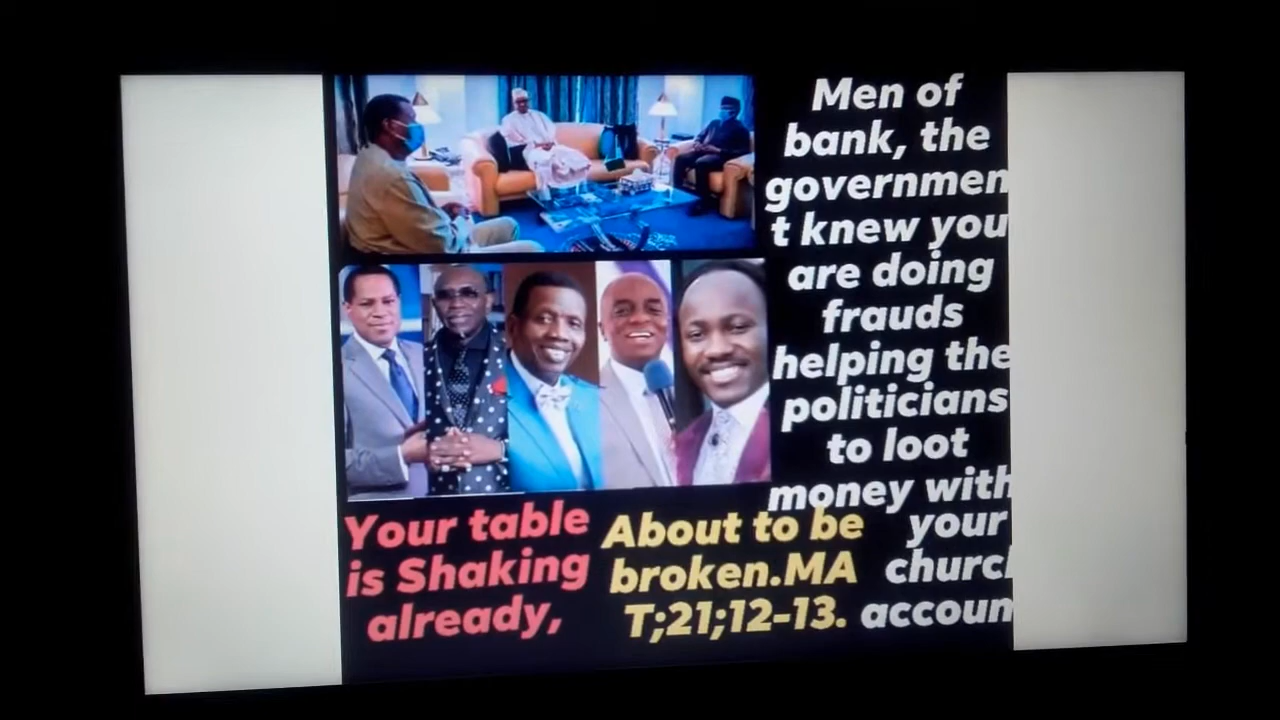 Men of
bank, the
governmen
t knew you
are doing
frauds
helping the
politicians
to loot
money with
your
church
accoun
Your table
is Shaking
already,
About to be
broken.MA
T;21;12-13.